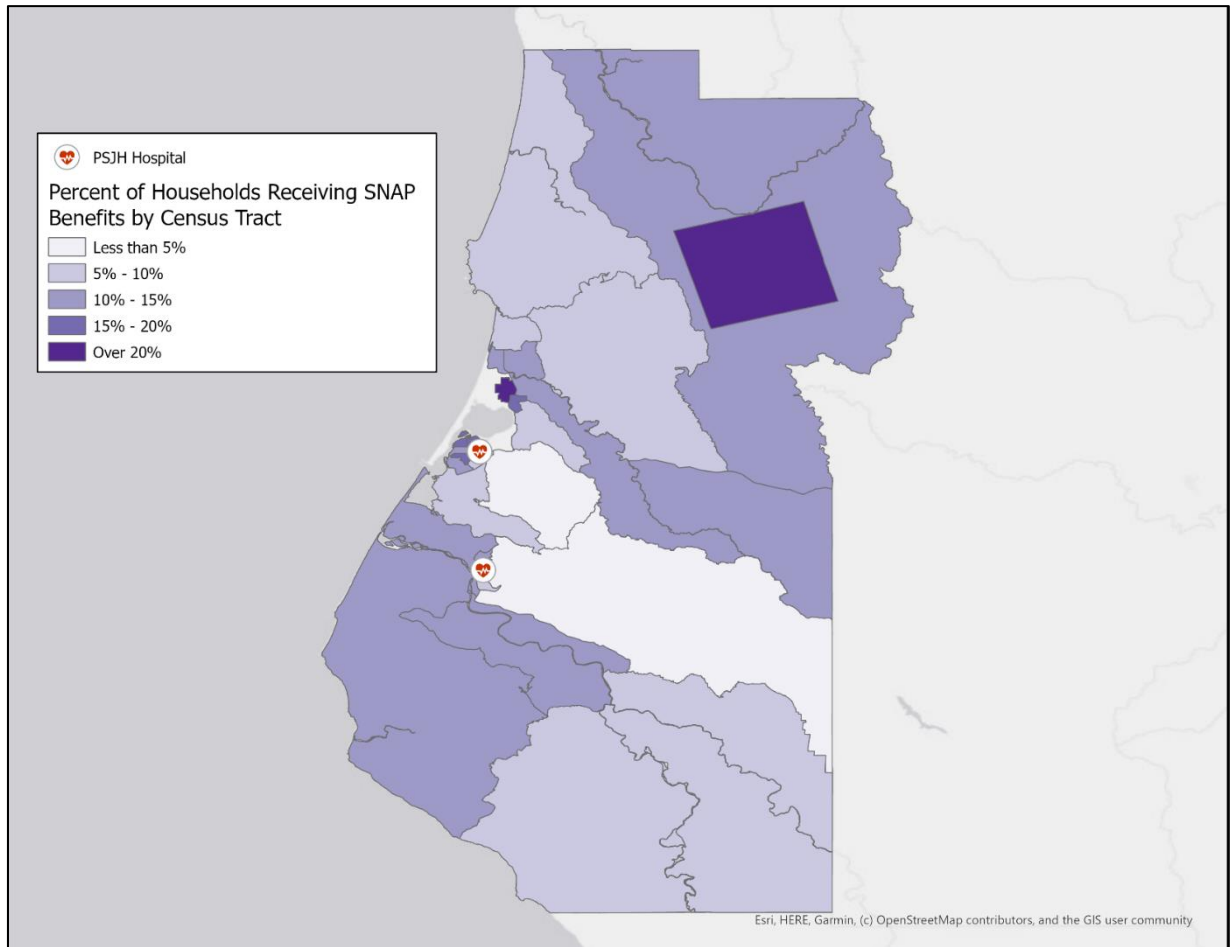 PSJH Hospital
Percent of Households Receiving SNAP
Benefits by Census Tract
Less than 5%
5% - 10%
10% - 15%
15% - 20%
Over 20%
Esri, HERE, Garmin, (c) OpenStreetMap contributors, and the GIS user community